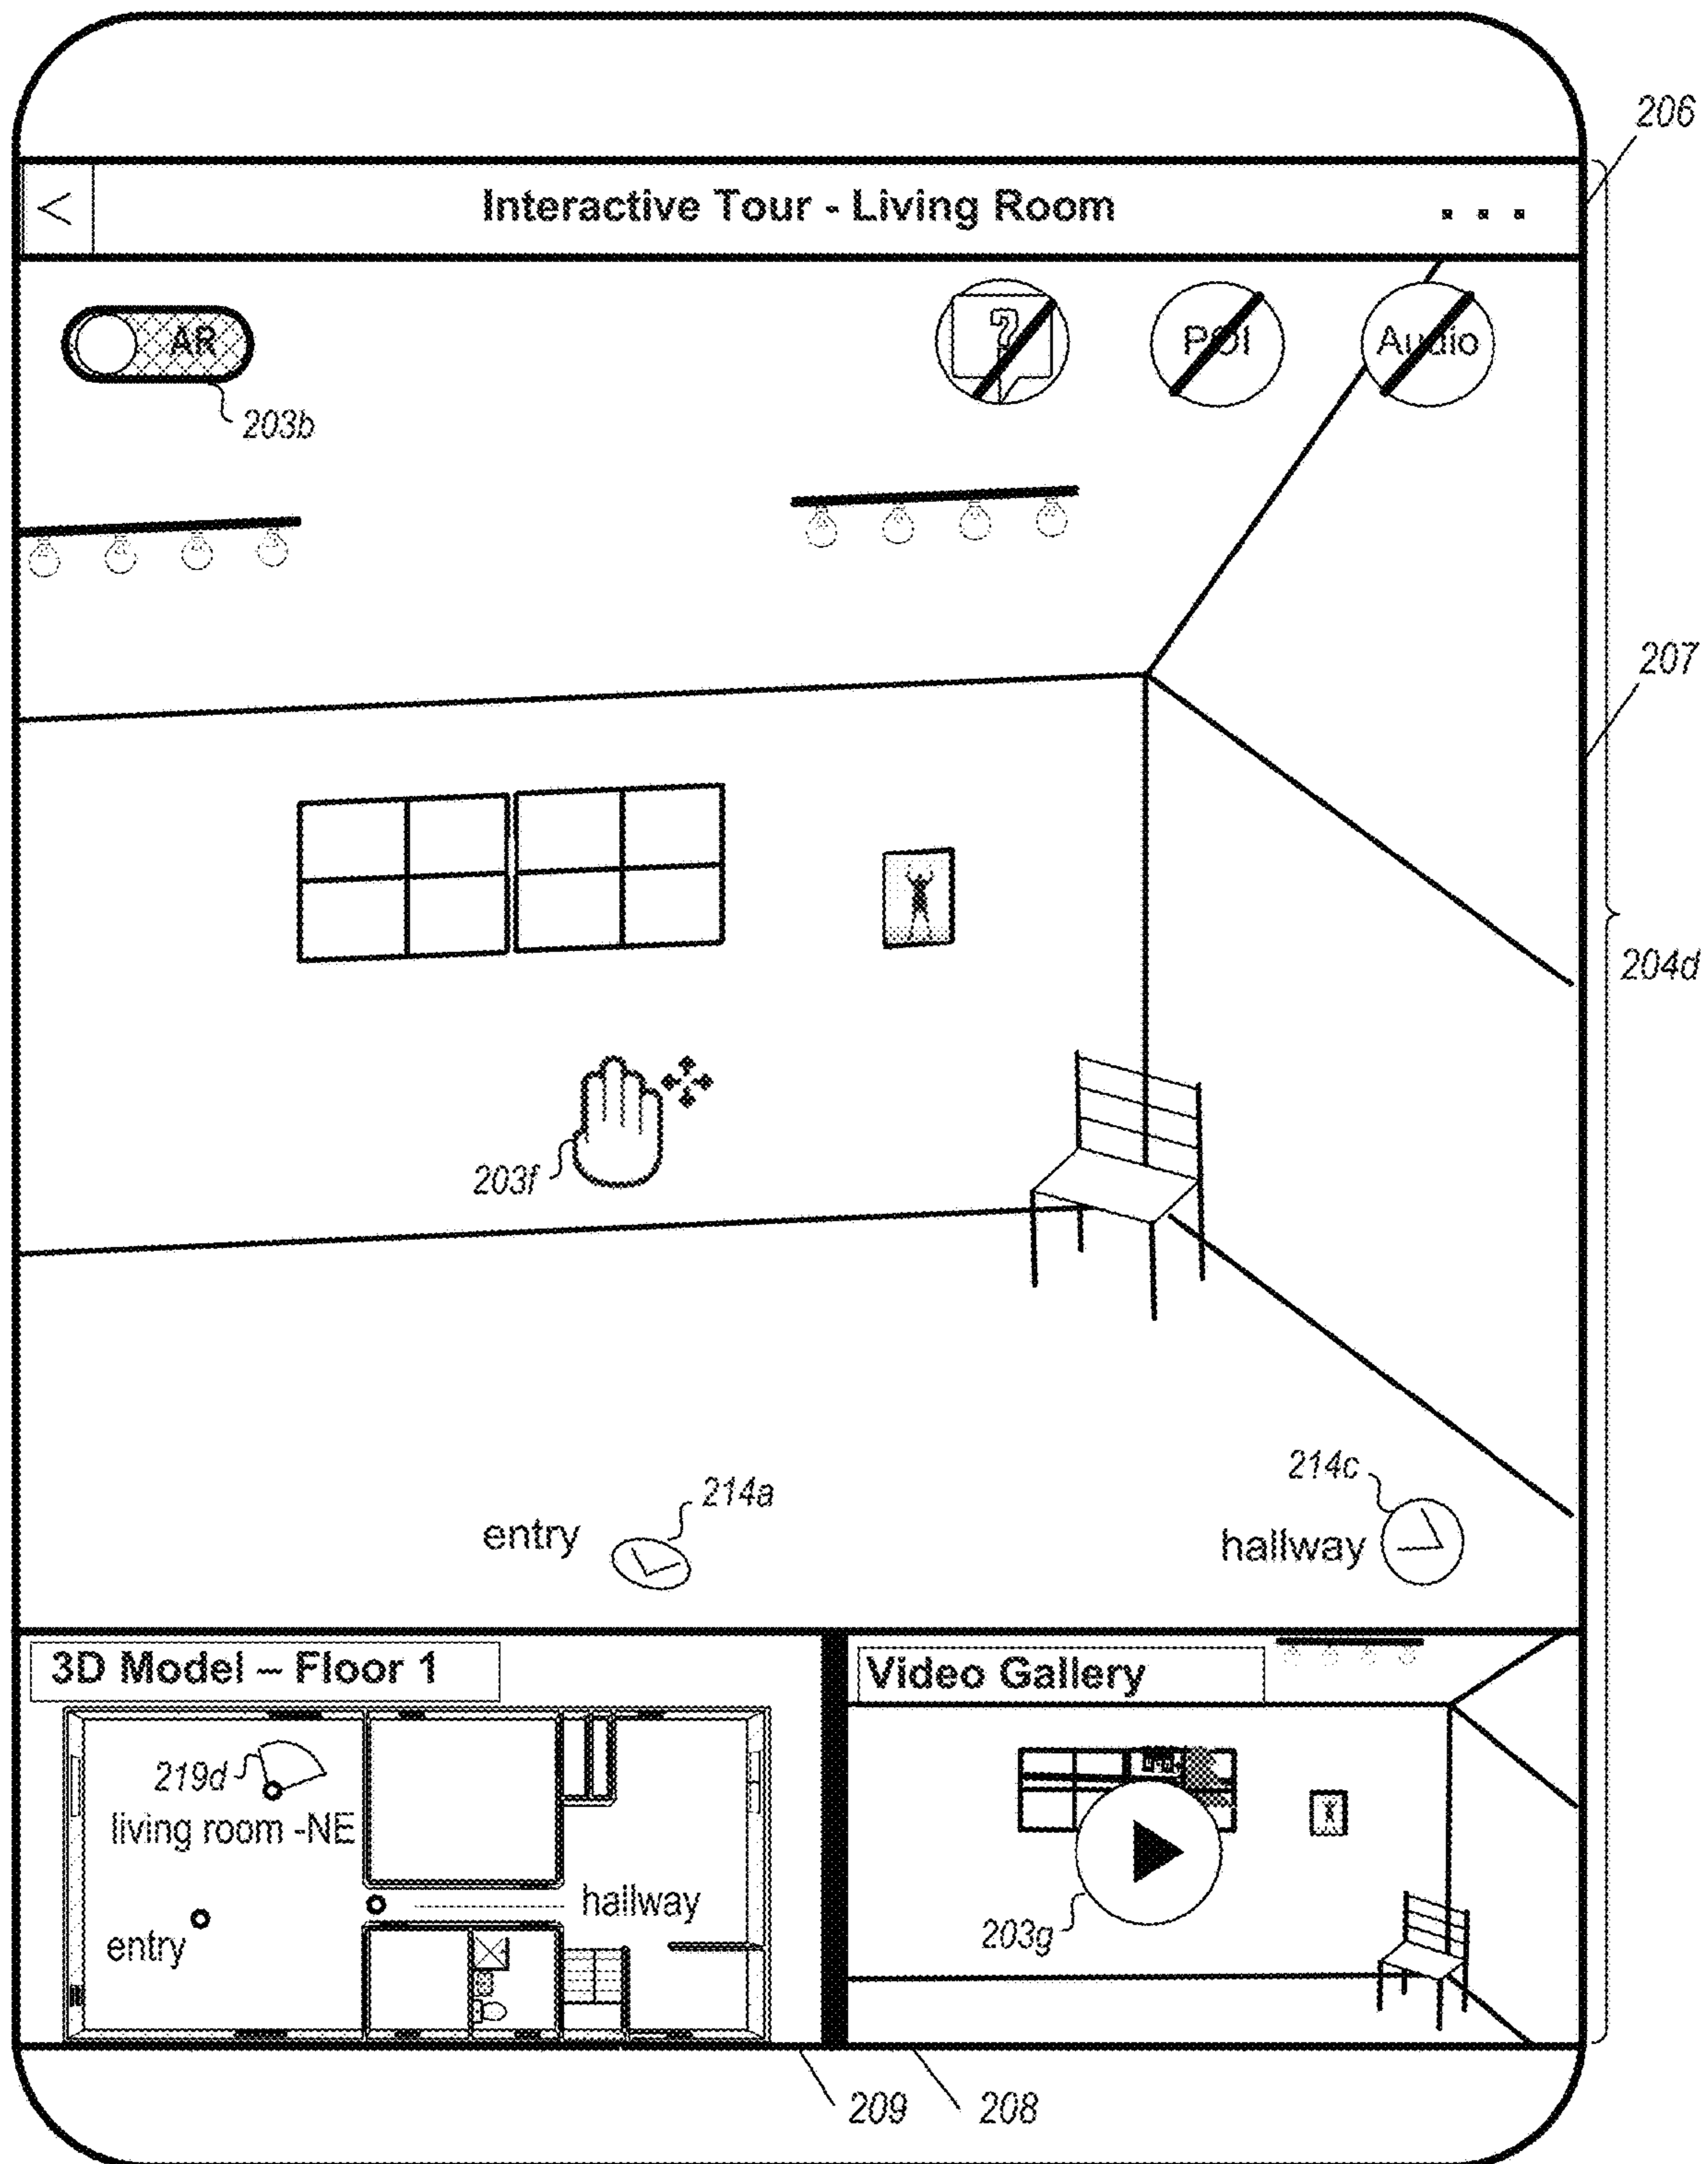 206
<
Interactive Tour - Living Room
. . .
AR
?
POI
Audio
203b
207
204d
203f
214c
214a
entry
hallway
3D Model – Floor 1
Video Gallery
219d
living room -NE
hallway
entry
203g
209
208